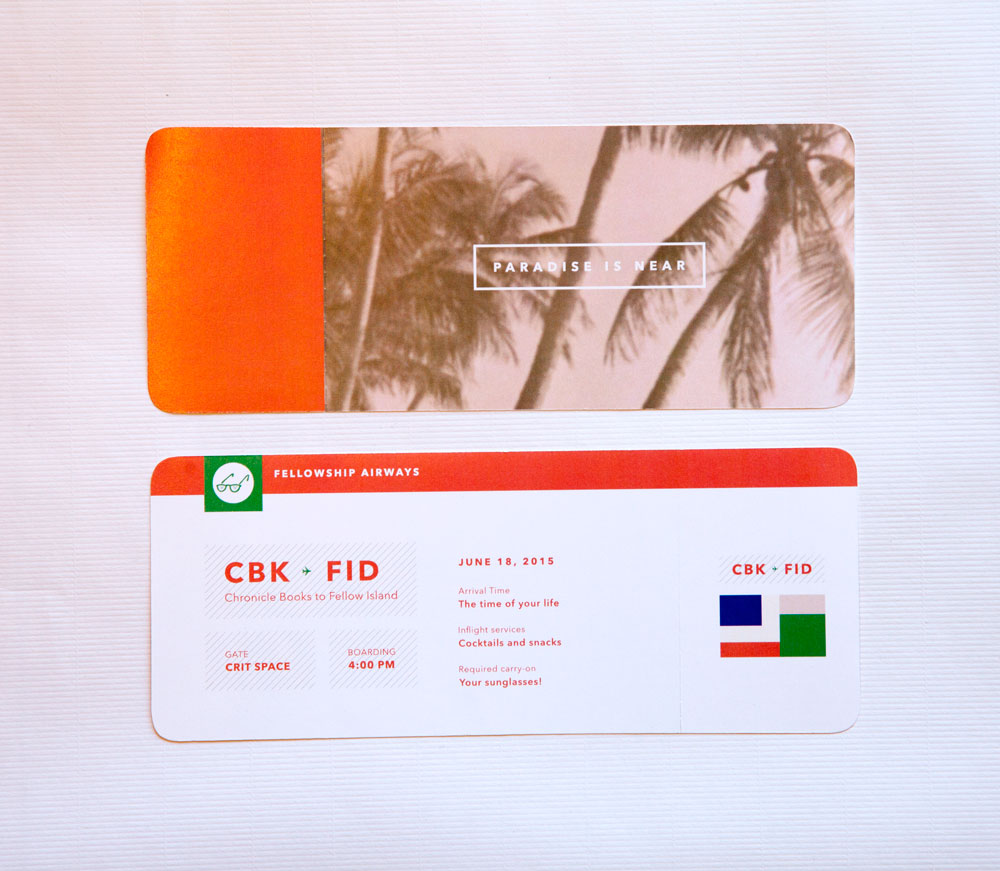 PARADISE IS NEAR
FELLOWSHIP AIRWAYS
CBK FID
Chronicle Books to Fellow Island
GATE
CRIT SPACE
BOARDING
4:00 PM
JUNE 18, 2015
Arrival Time
The time of your life
Inflight services
Cocktails and snacks
Required carry-on
Your sunglasses!
CBK FID